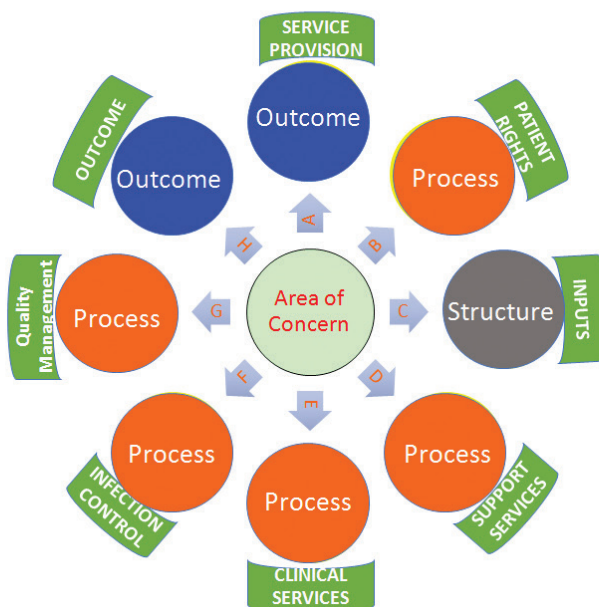 SERVICE
PROVISION
Outcome
A
PATIENT
RIGHTS
Process
B
INPUTS
Structure
C
SUPPORT
SERVICES
Process
D
CLINICAL
SERVICES
Process
E
INFECTION
CONTROL
Process
F
Quality
Management
Process
G
OUTCOME
Outcome
H
Area of
Concern